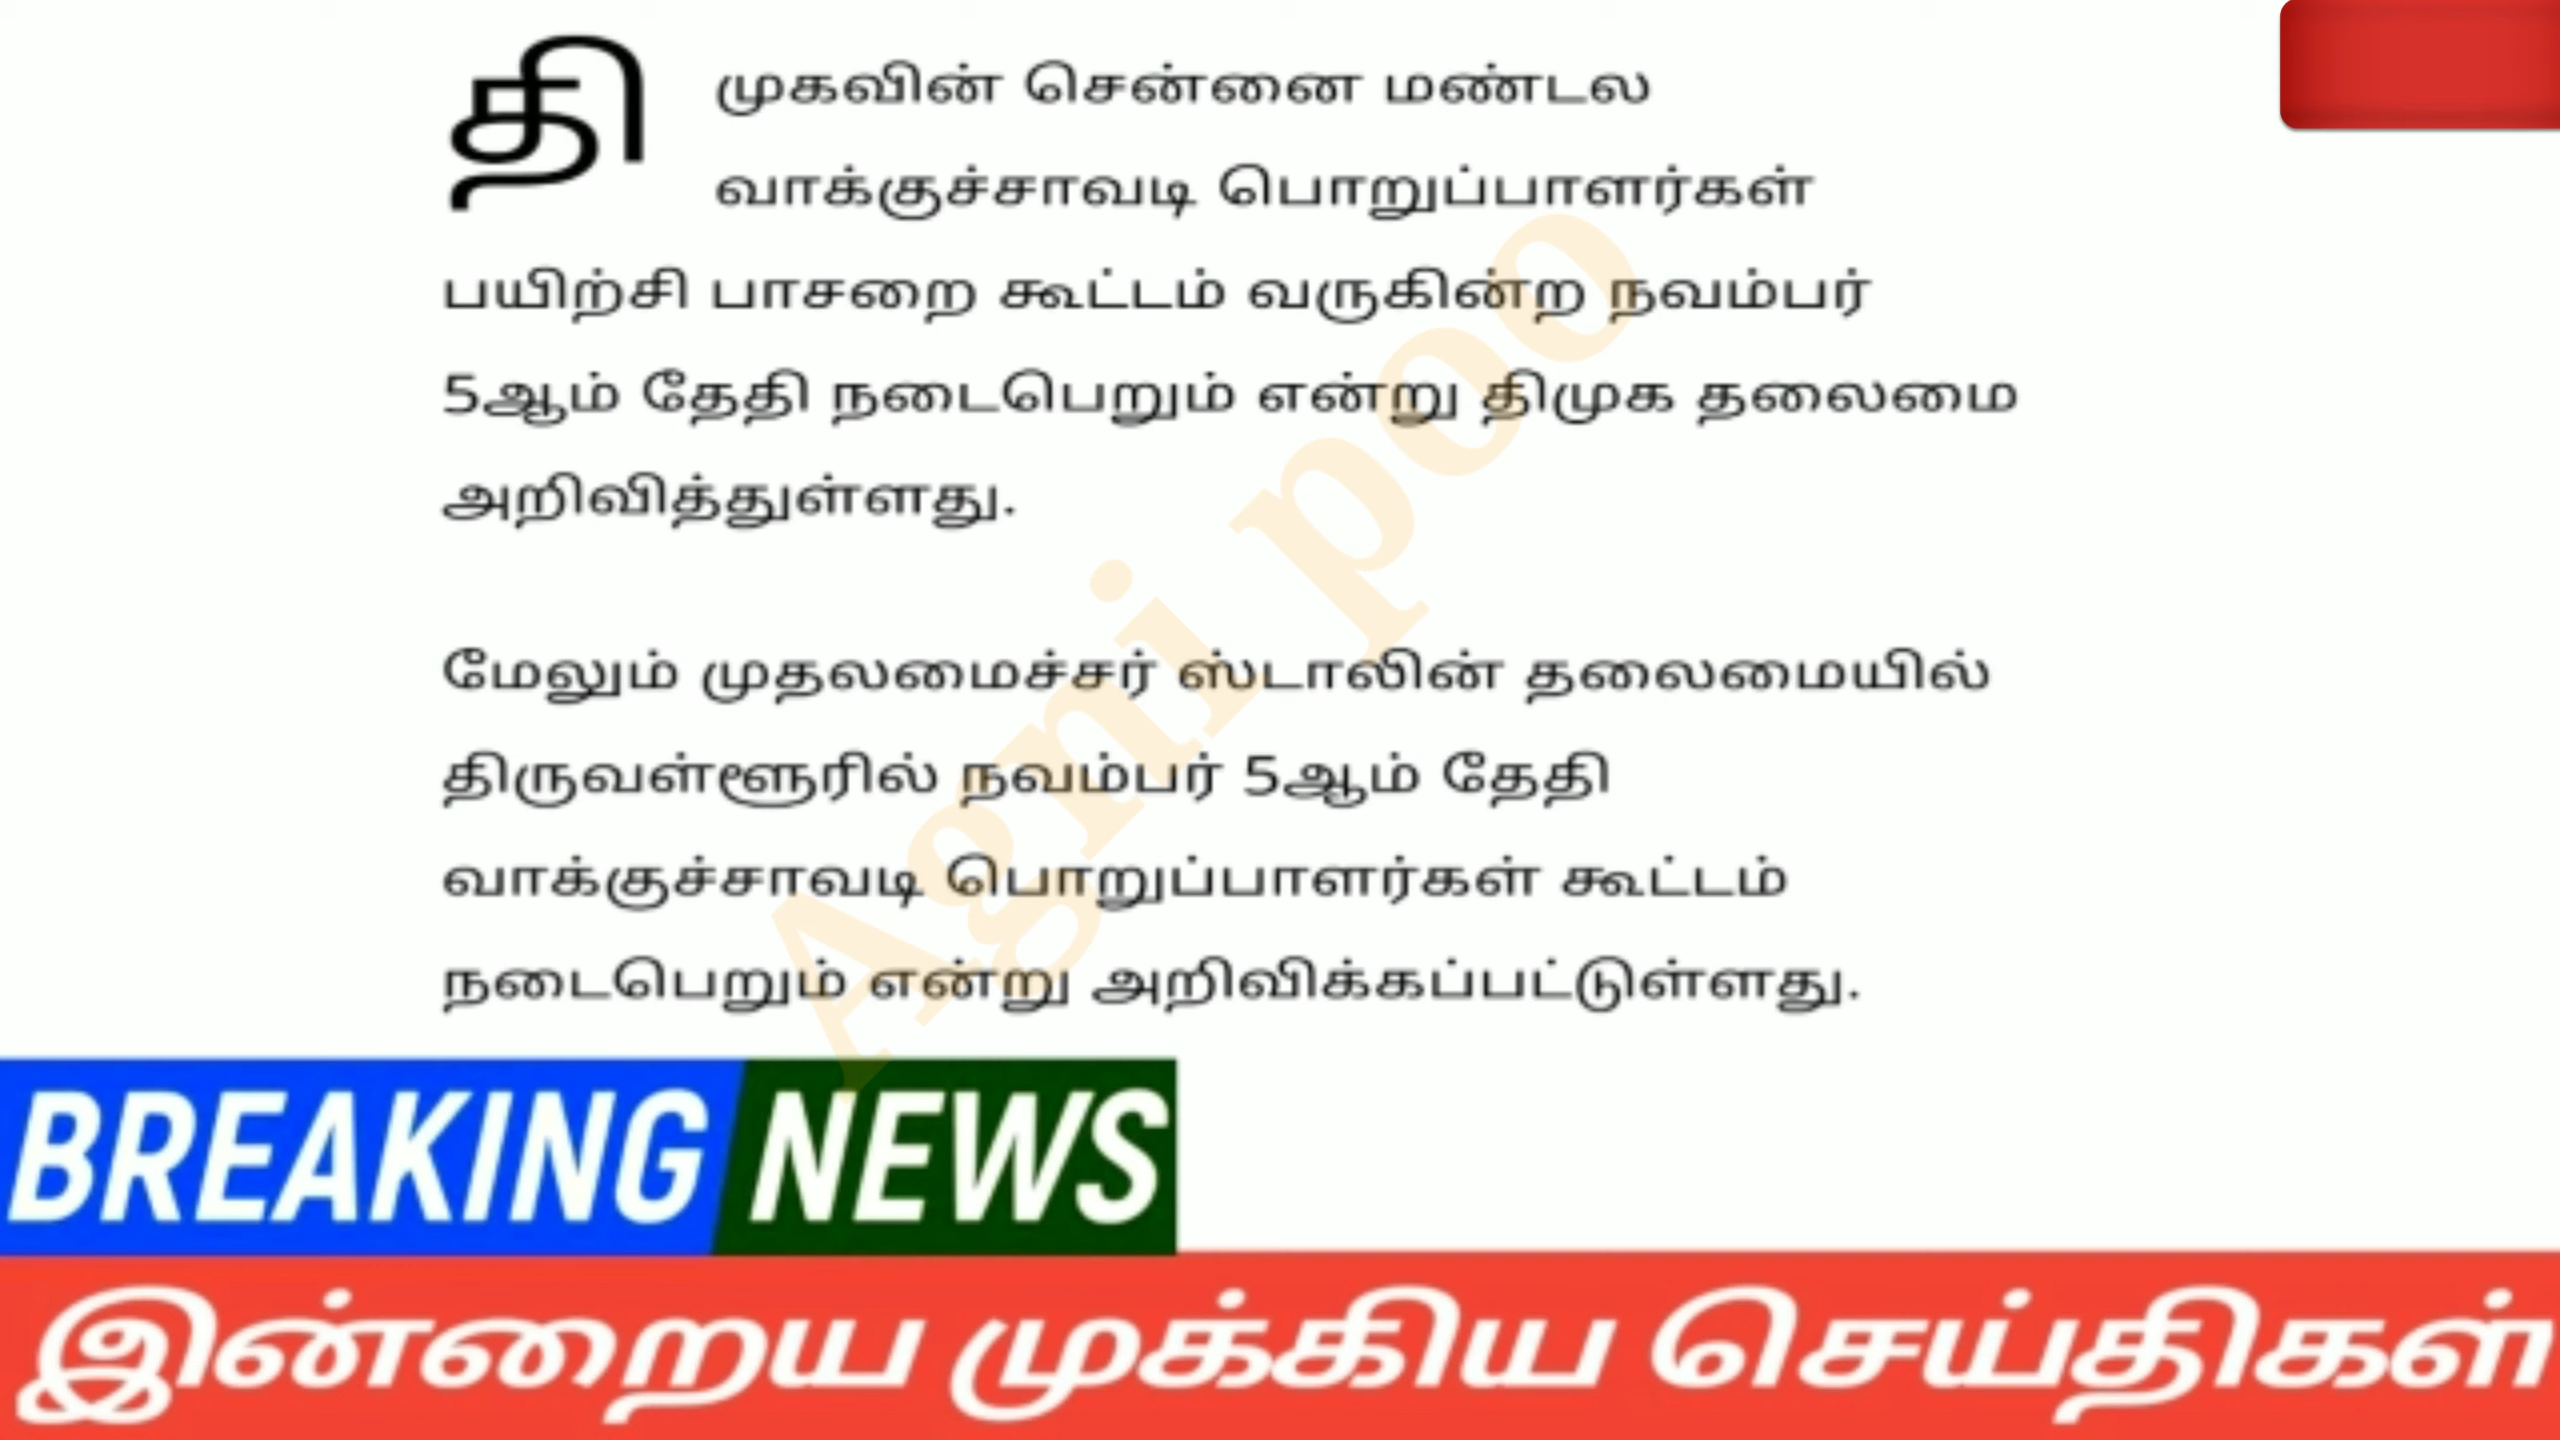 திமுகவின் சென்னை மண்டல
வாக்குச்சாவடி பொறுப்பாளர்கள்
பயிற்சி பாசறை கூட்டம் வருகின்ற நவம்பர்
5ஆம் தேதி நடைபெறும் என்று திமுக தலைமை
அறிவித்துள்ளது.
மேலும் முதலமைச்சர் ஸ்டாலின் தலைமையில்
திருவள்ளூரில் நவம்பர் 5ஆம் தேதி
வாக்குச்சாவடி பொறுப்பாளர்கள் கூட்டம்
நடைபெறும் என்று அறிவிக்கப்பட்டுள்ளது.
Agni poo
BREAKING NEWS
இன்றைய முக்கிய செய்திகள்